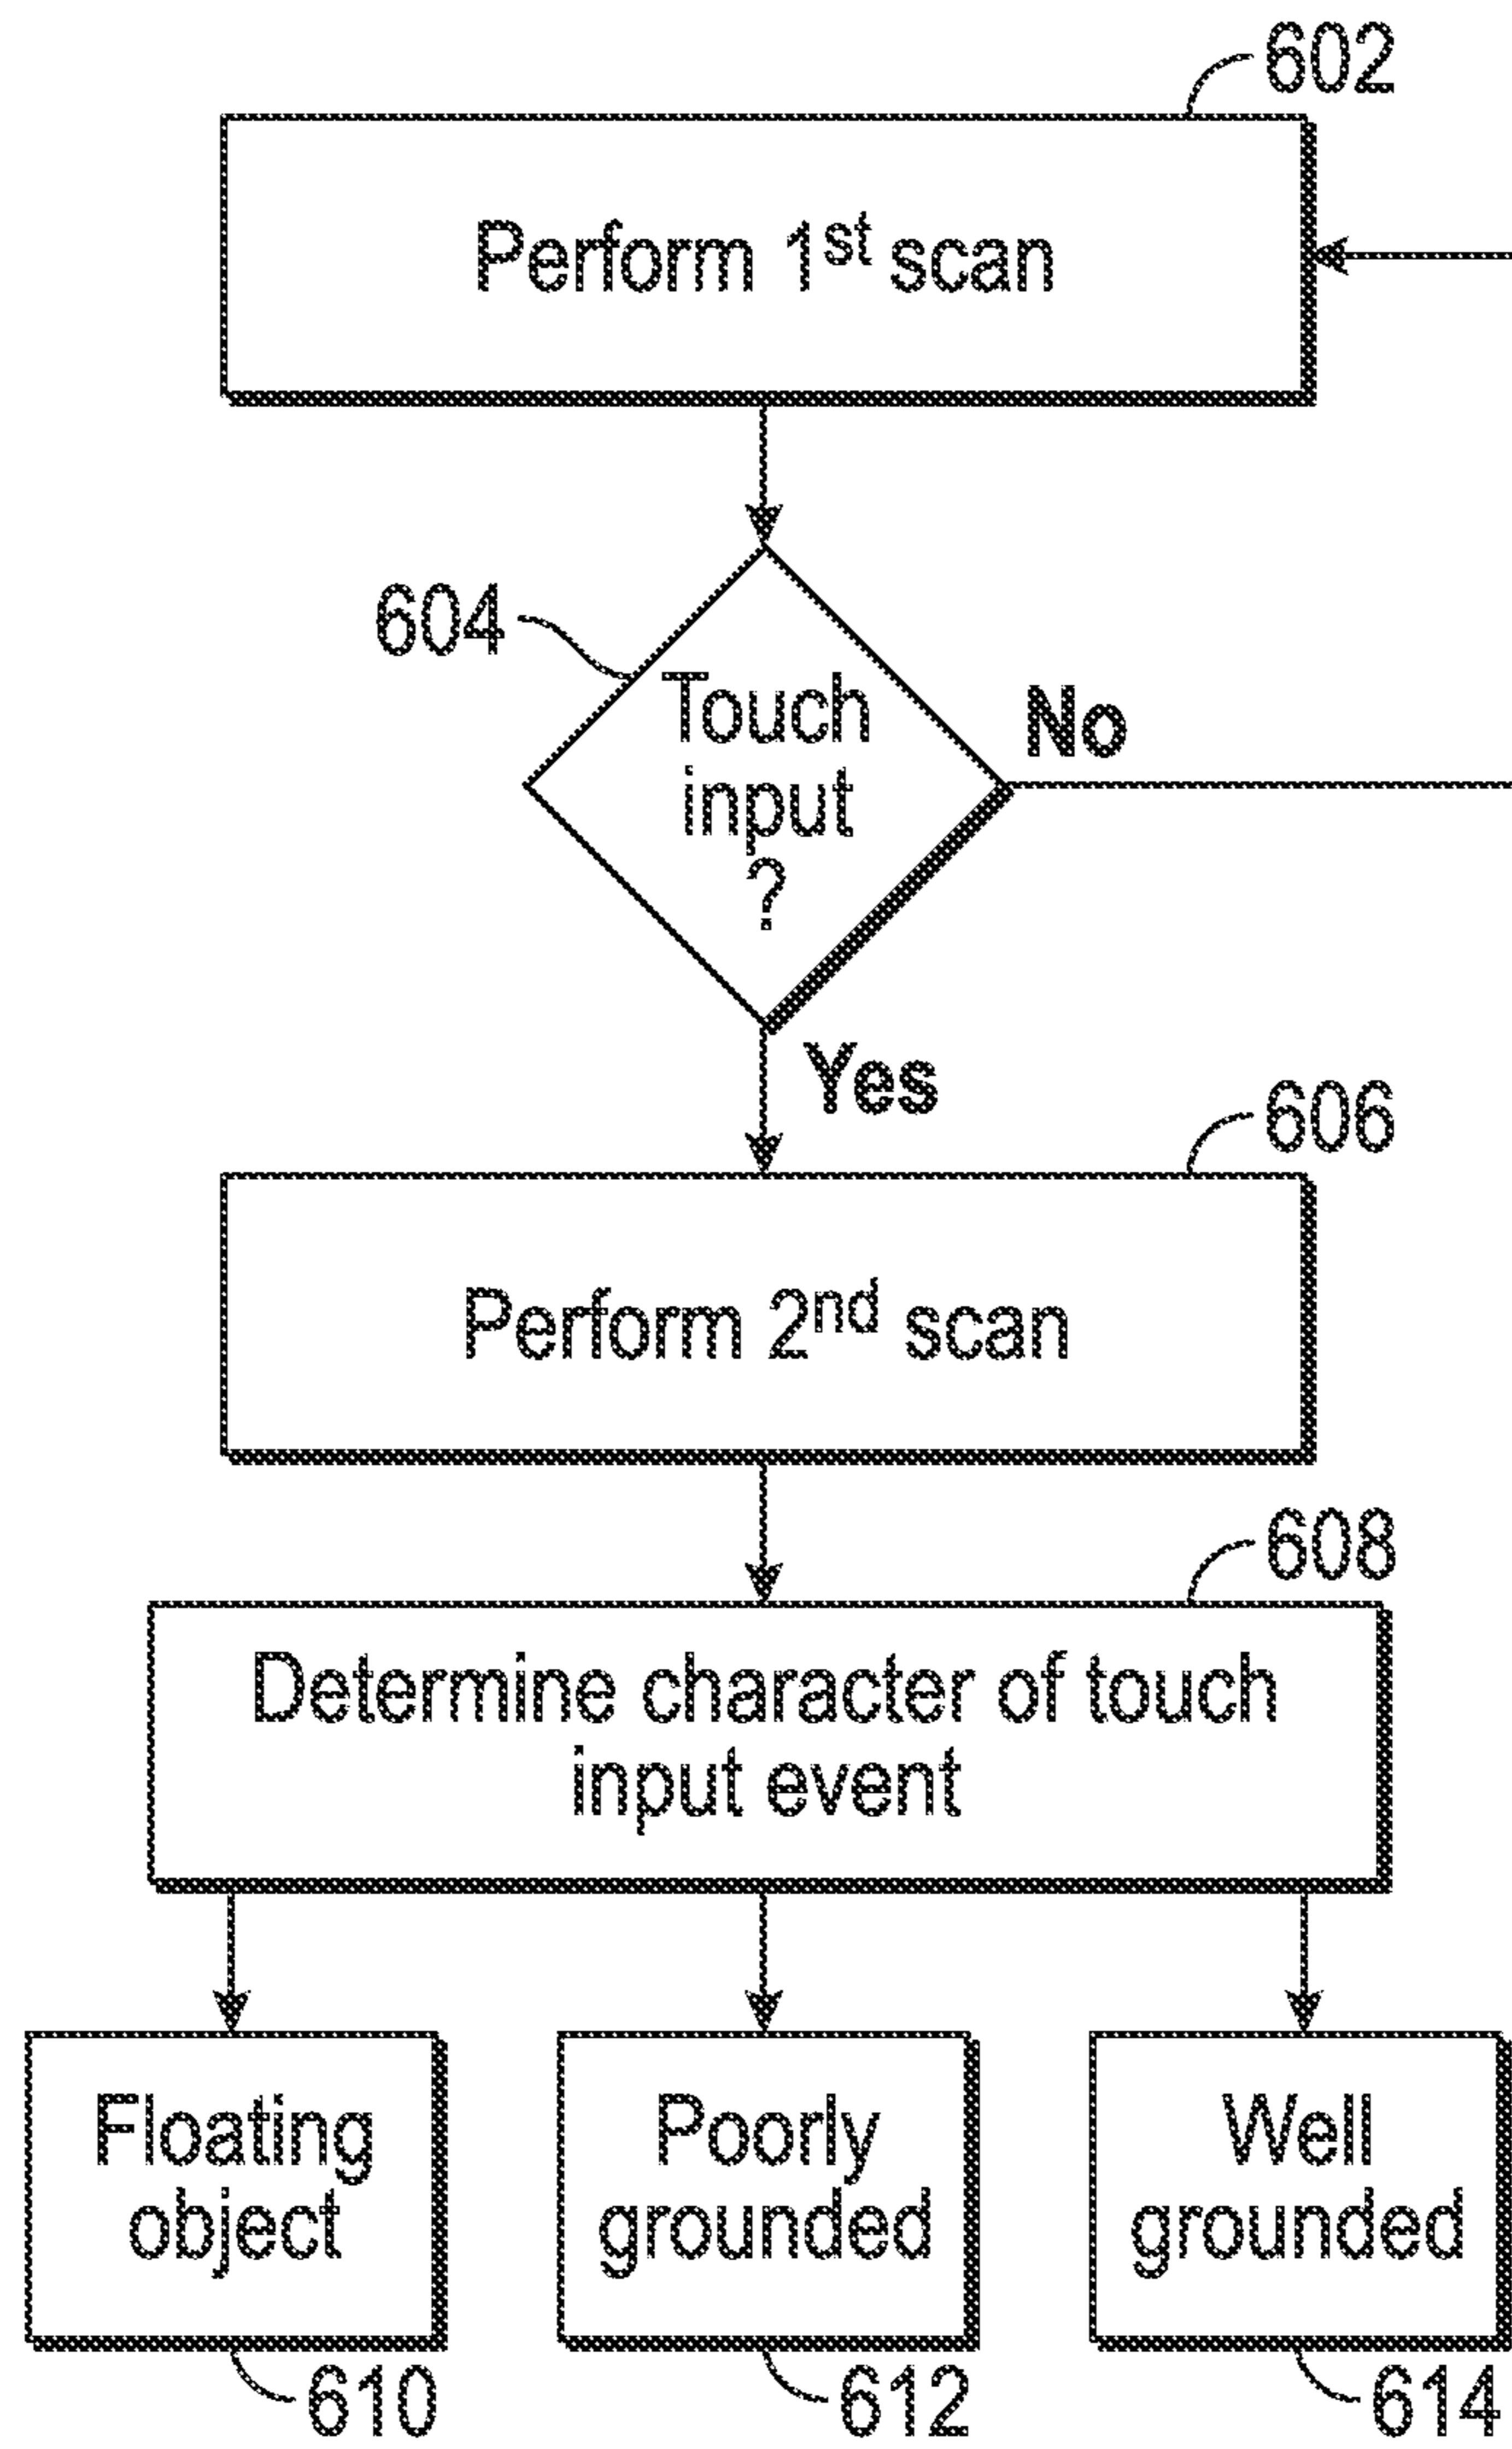 602
Perform 1st scan
604
Touch
input
?
No
Yes
606
Perform 2nd scan
608
Determine character of touch
input event
Floating
object
Poorly
grounded
Well
grounded
610
612
614